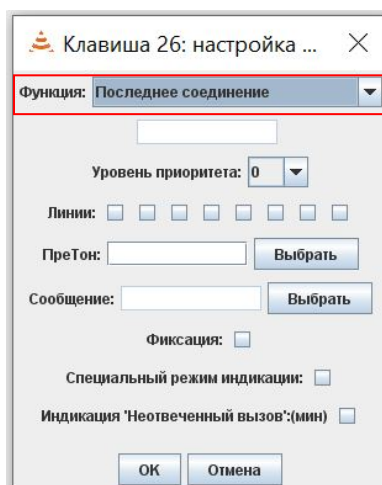 Клавиша 26: настройка ...
Функция: Последнее соединение
Уровень приоритета: 0
Линии:
ПреТон: Выбрать
Сообщение: Выбрать
Фиксация:
Специальный режим индикации:
Индикация 'Неотвеченный вызов':(мин)
ОК Отмена